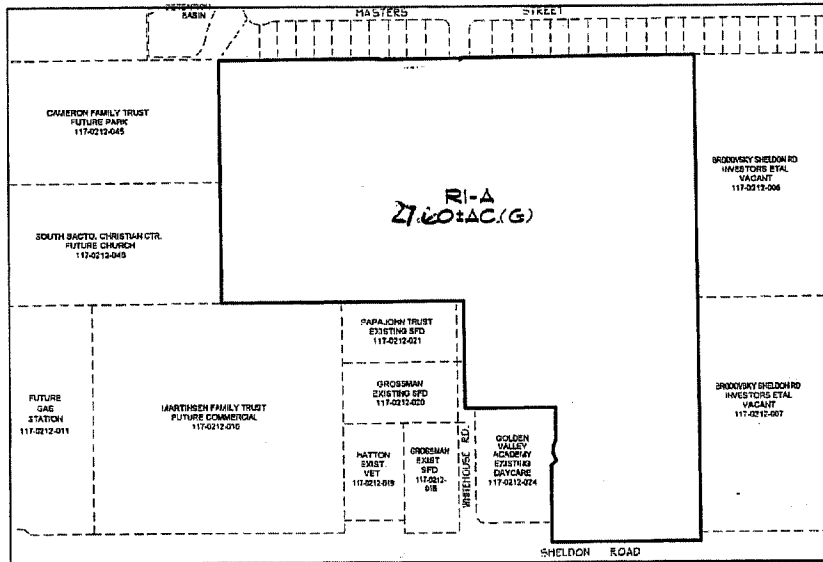 DETENTION
BASIN
MASTERS STREET
CAMERON FAMILY TRUST
FUTURE PARK
117-0212-045
BRODOVSKY SHELDON RD
INVESTORS ETAL
VACANT
117-0212-006
R1-A
27.60±AC.(G)
SOUTH SACTO. CHRISTIAN CTR.
FUTURE CHURCH
117-0212-046
PAPAJOHN TRUST
EXISTING SFD
117-0212-021
FUTURE
GAS
STATION
117-0212-011
MARTINSEN FAMILY TRUST
FUTURE COMMERCIAL
117-0212-010
GROSSMAN
EXISTING SFD
117-0212-020
BRODOVSKY SHELDON RD
INVESTORS ETAL
VACANT
117-0212-007
HATTON
EXIST.
VET
117-0212-019
GROSSMAN
EXIST
SFD
117-0212-
018
WHITEHOUSE RD.
GOLDEN
VALLEY
ACADEMY
EXISTING
DAYCARE
117-0212-024
SHELDON ROAD